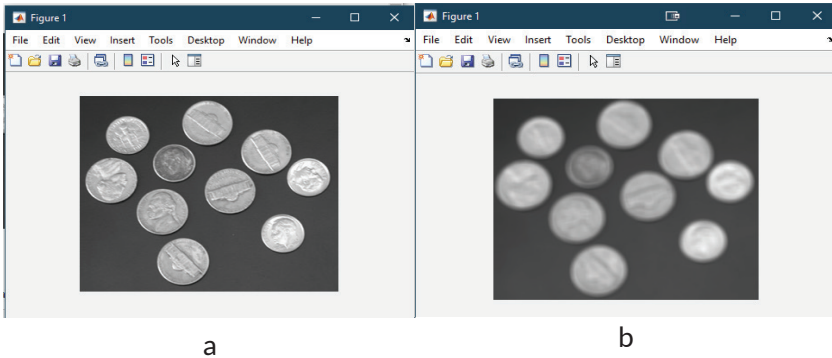 Figure 1
File Edit View Insert Tools Desktop Window Help
Figure 1
File Edit View Insert Tools Desktop Window Help
a
b